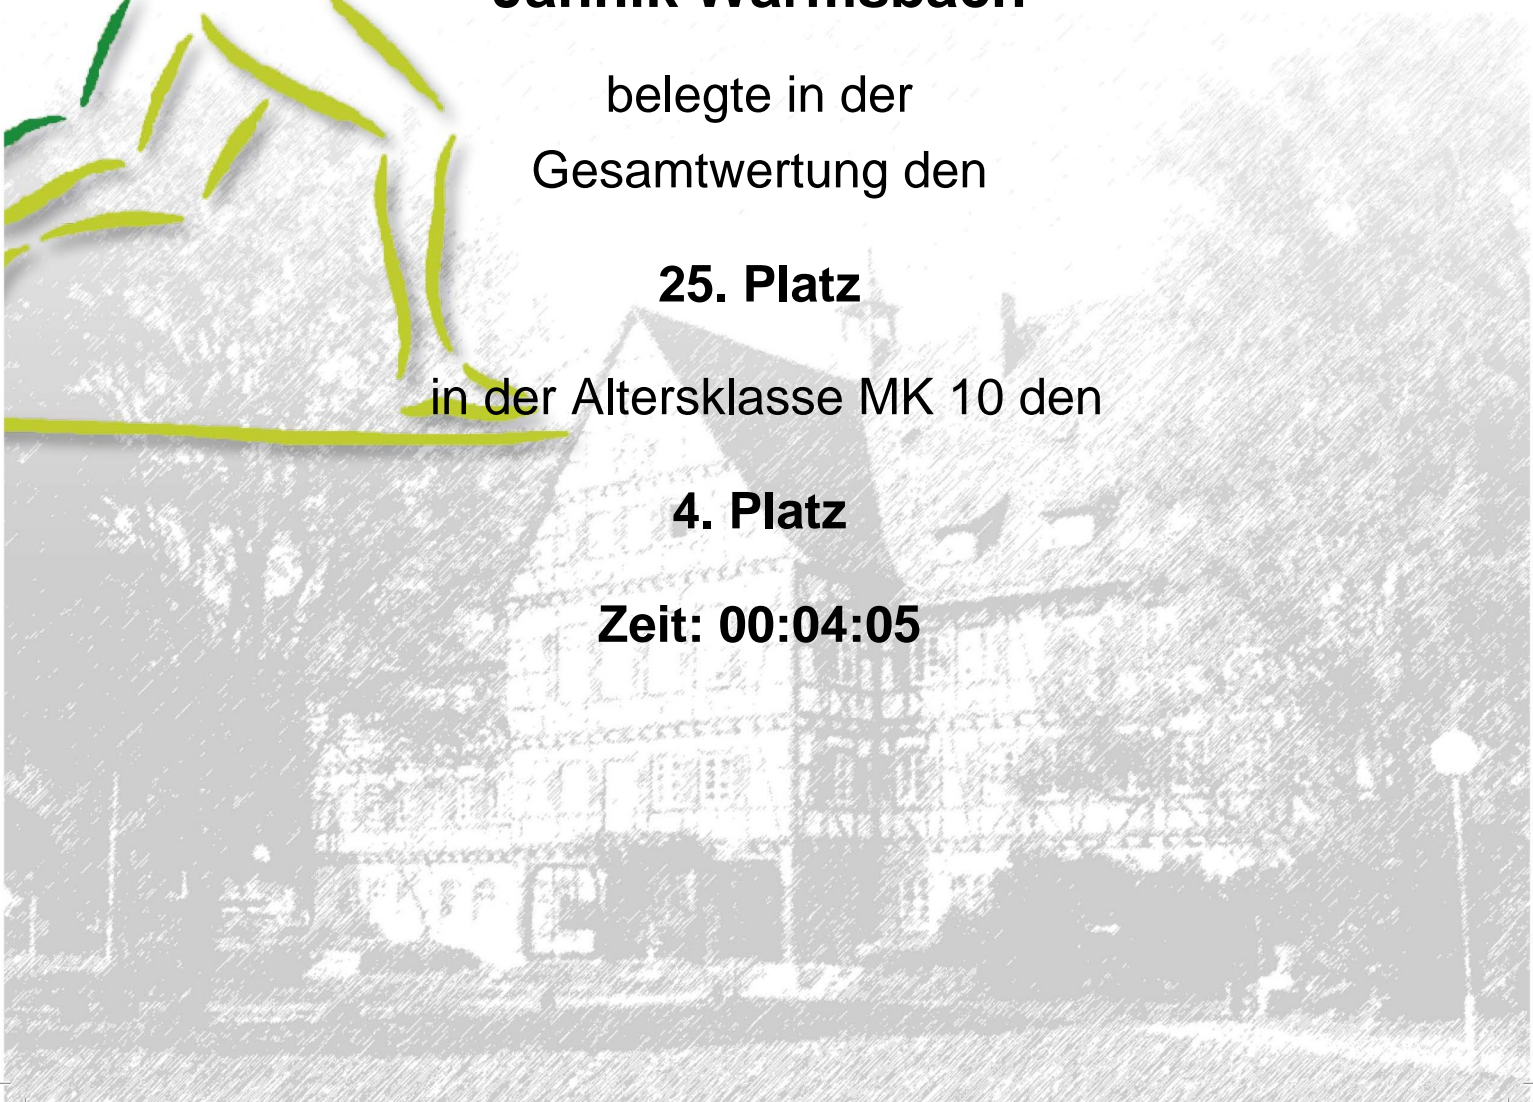 belegte in der
Gesamtwertung den
25. Platz
in der Altersklasse MK 10 den
4. Platz
Zeit: 00:04:05